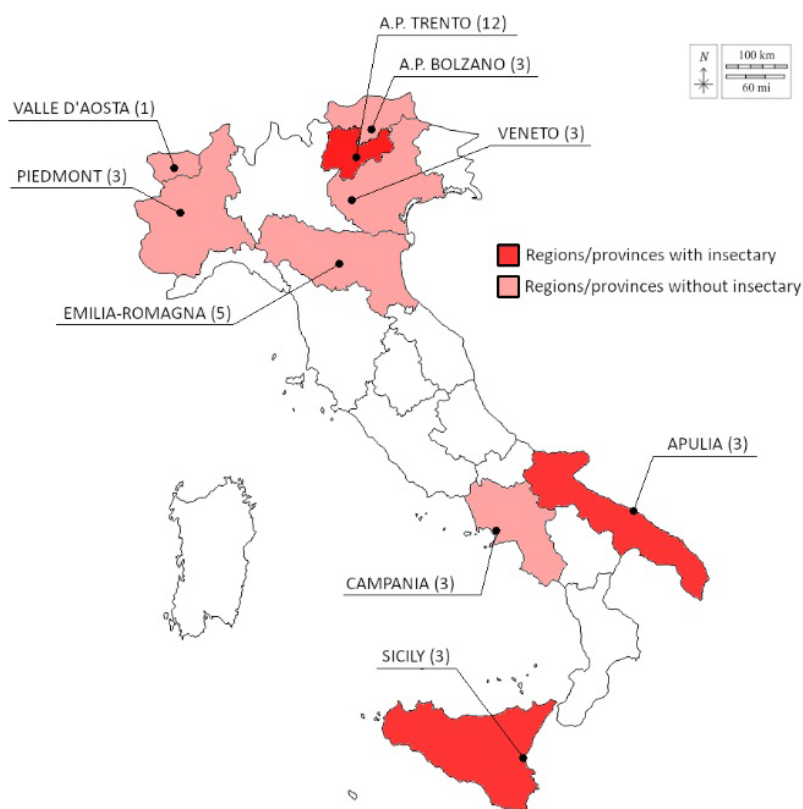 A.P. TRENTO (12)
A.P. BOLZANO (3)
N
100 km
60 mi
VALLE D'AOSTA (1)
VENETO (3)
PIEDMONT (3)
Regions/provinces with insectary
Regions/provinces without insectary
EMILIA-ROMAGNA (5)
APULIA (3)
CAMPANIA (3)
SICILY (3)